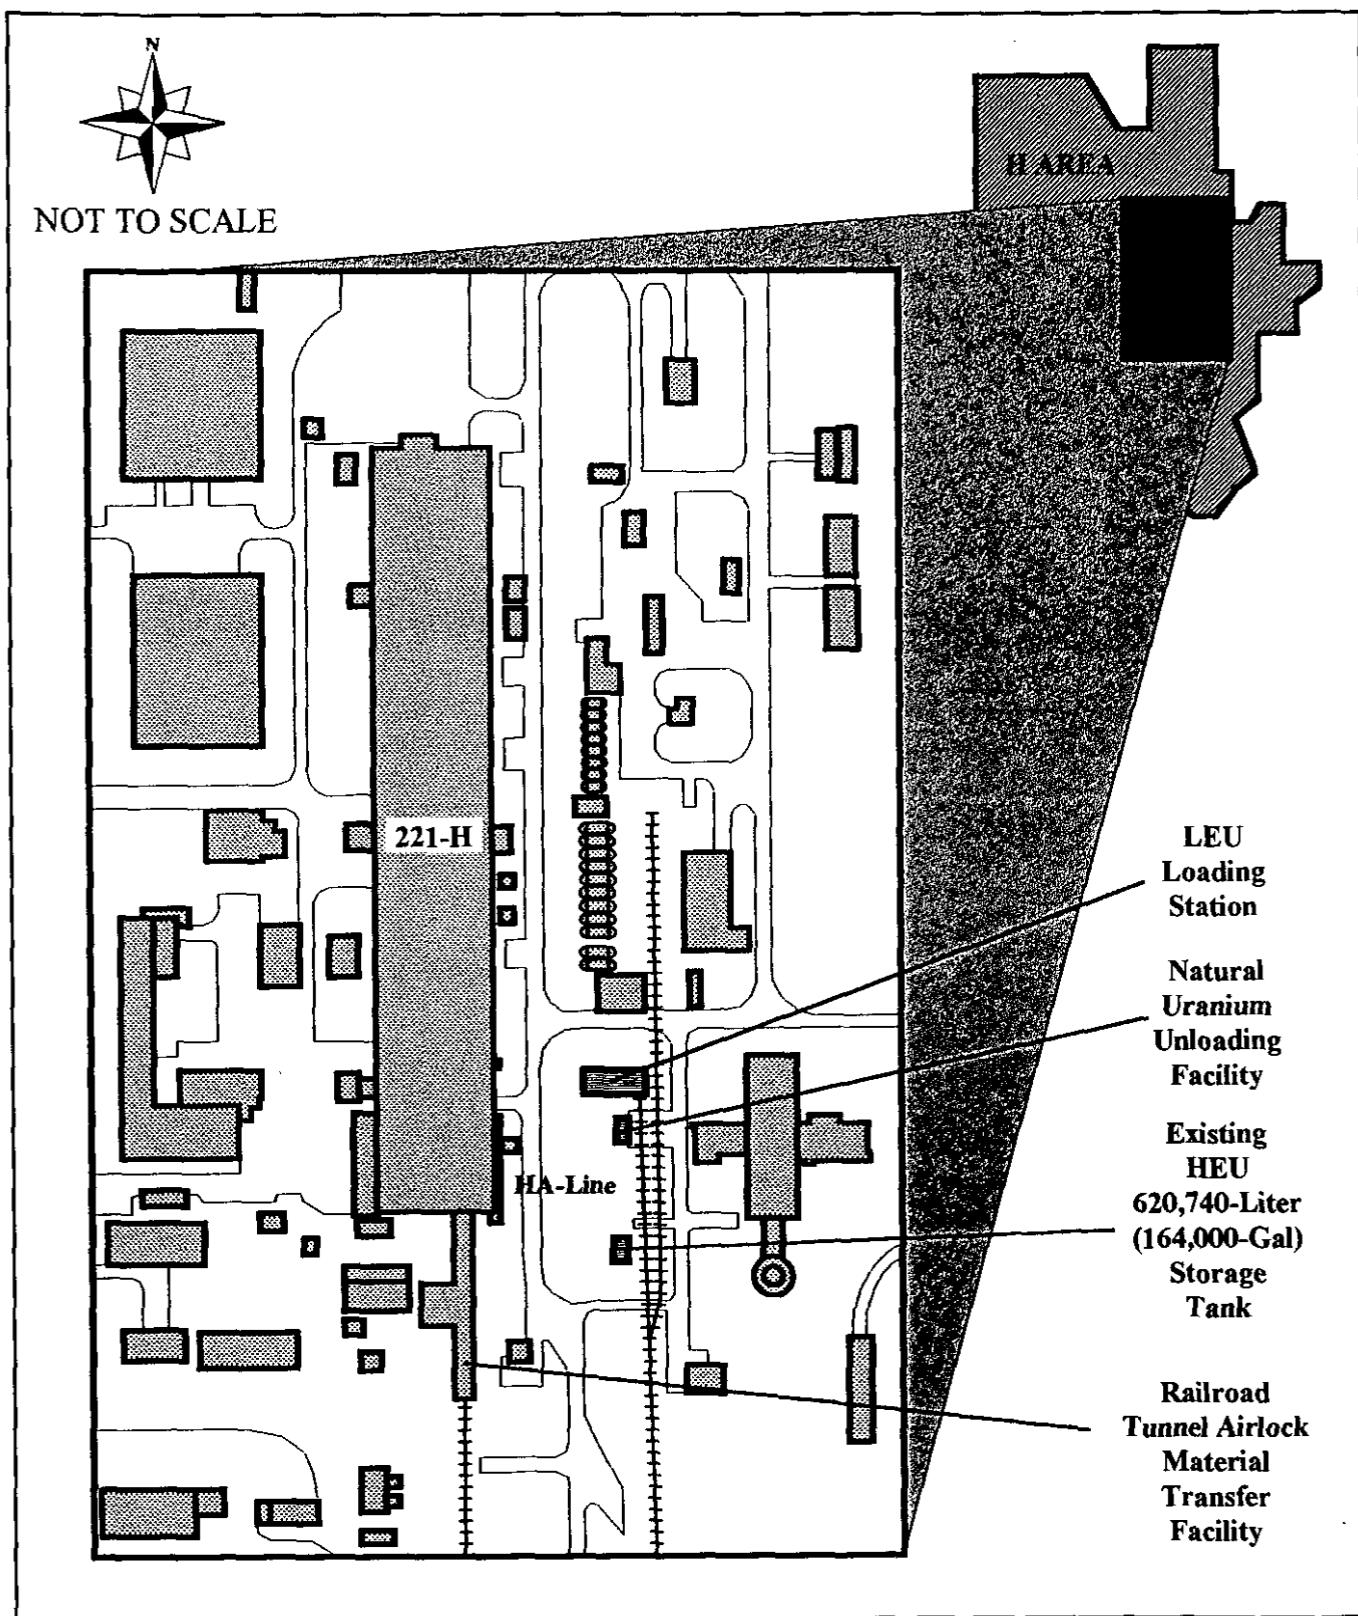 N
NOT TO SCALE
H AREA
221-H
HA-Line
LEU
Loading
Station
Natural
Uranium
Unloading
Facility
Existing
HEU
620,740-Liter
(164,000-Gal)
Storage
Tank
Railroad
Tunnel Airlock
Material
Transfer
Facility